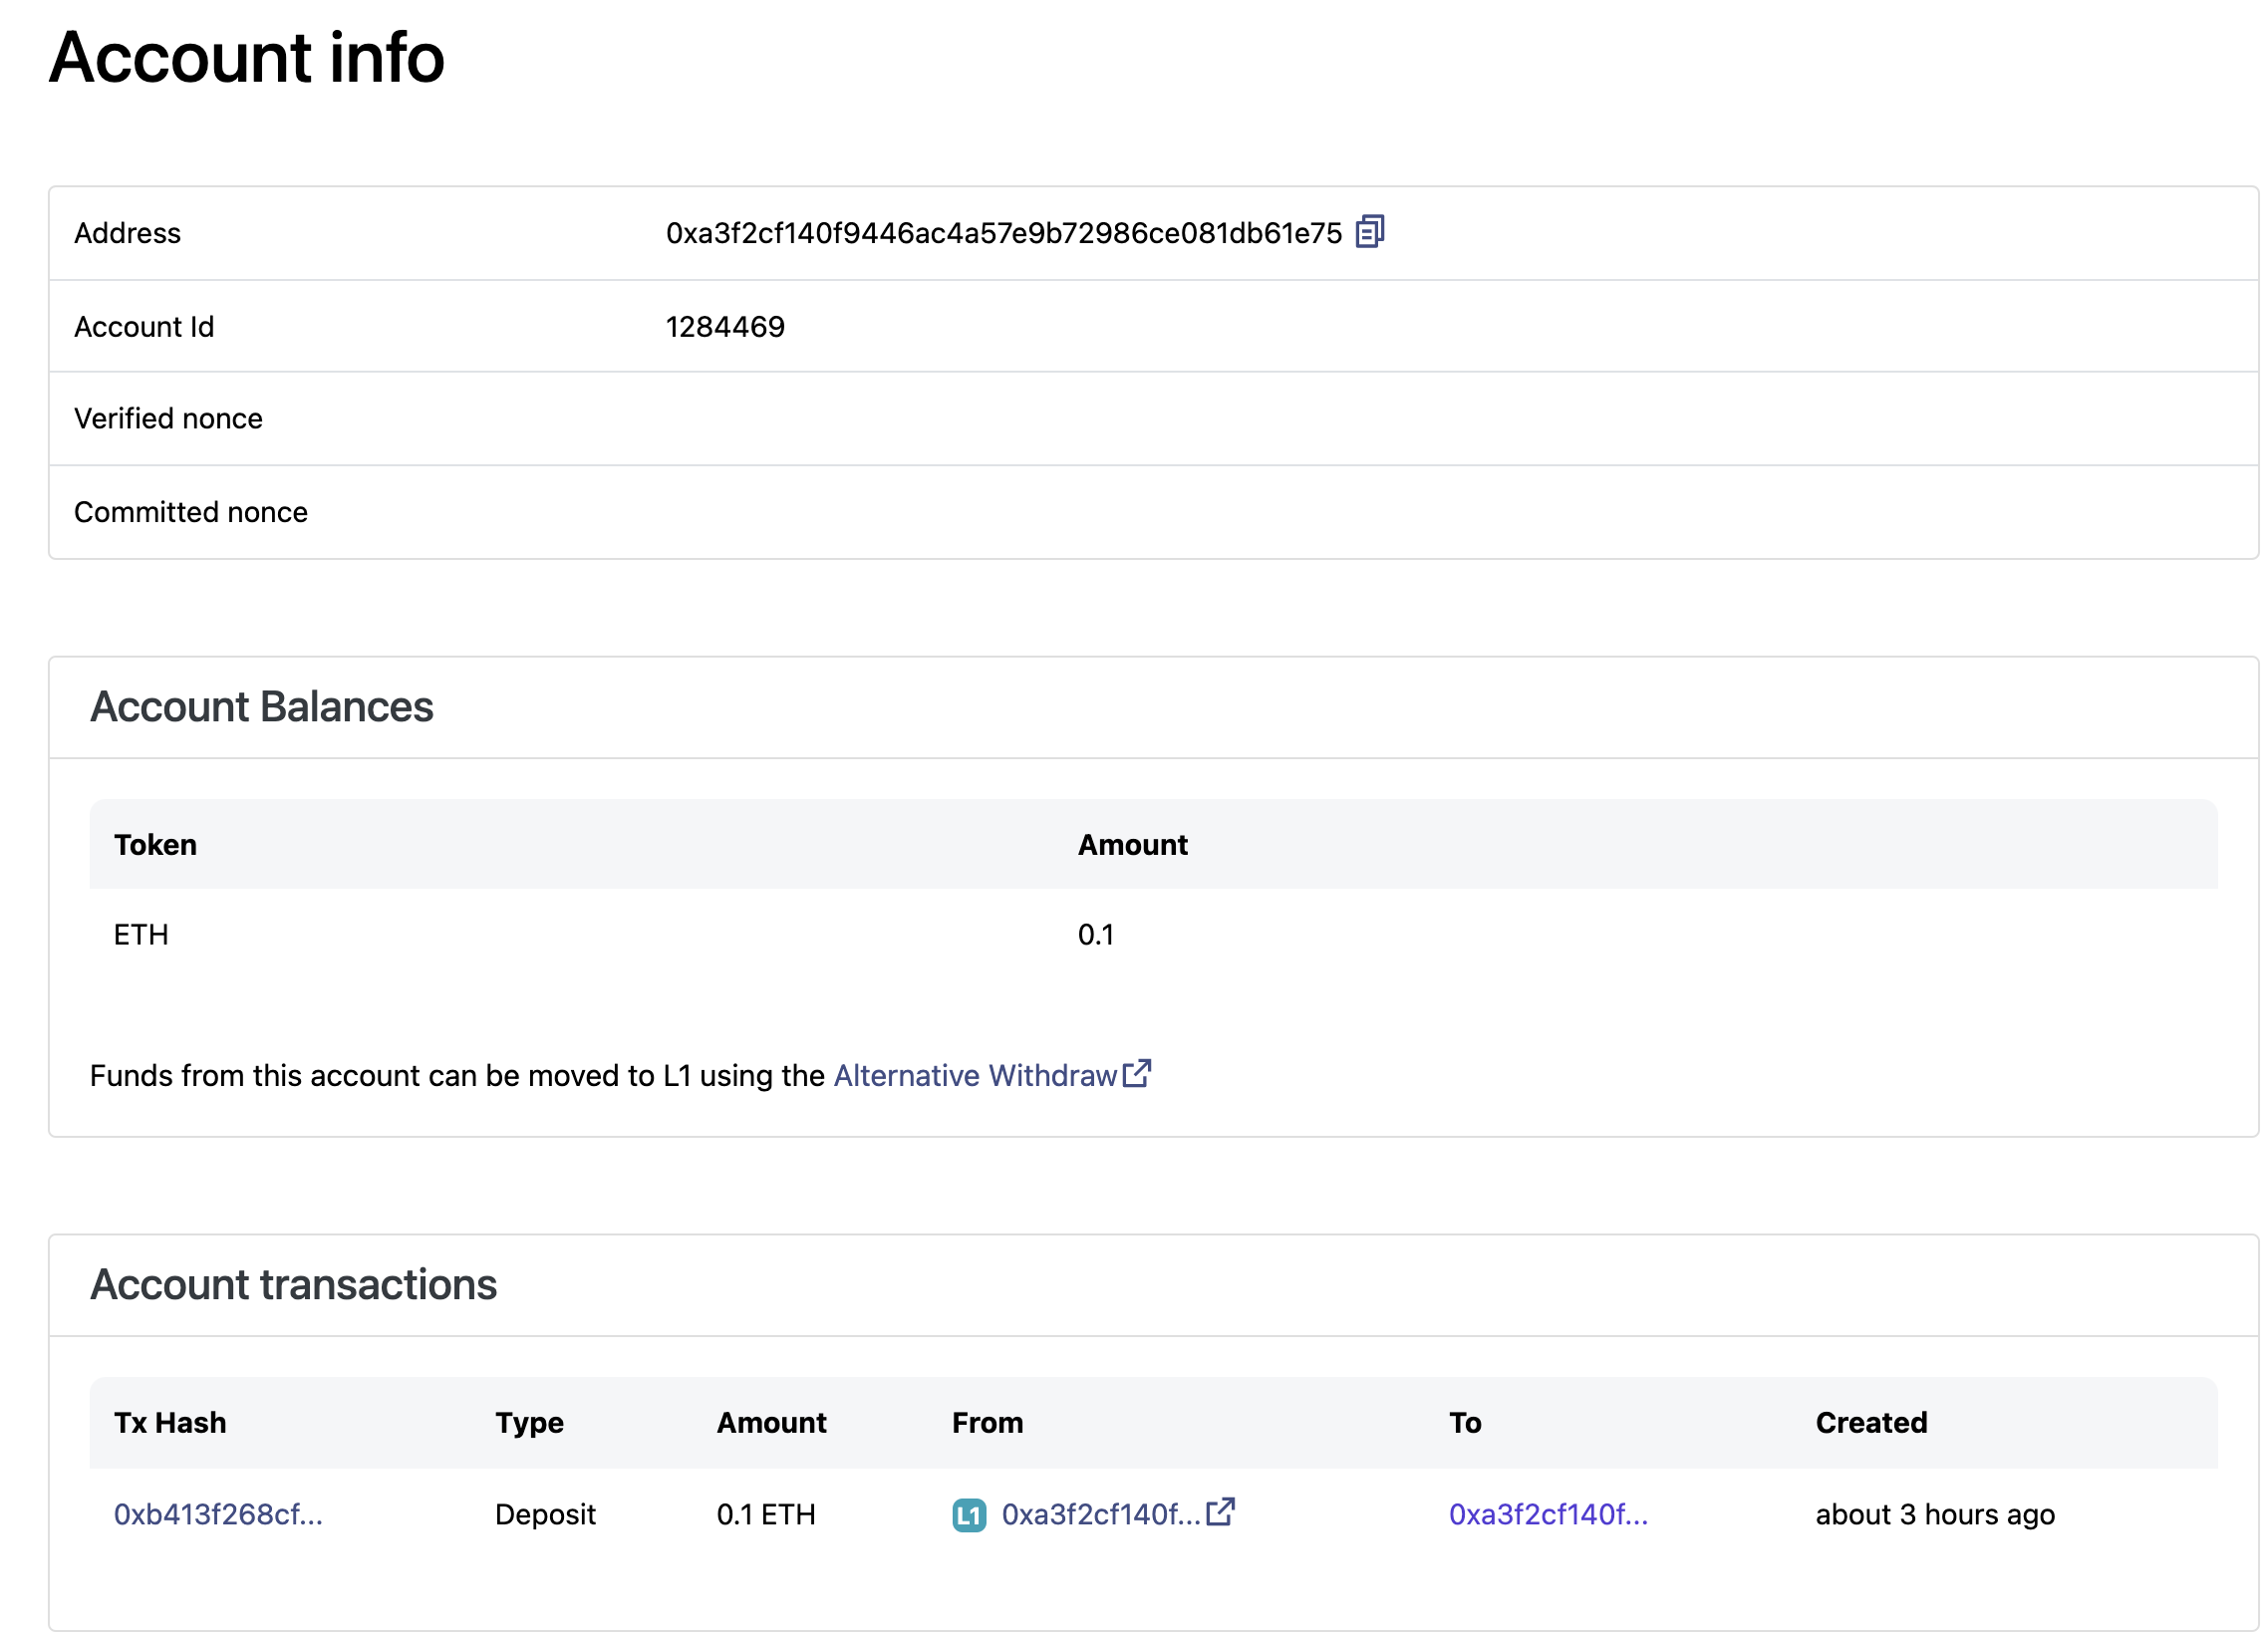 Account info
Address 0xa3f2cf140f9446ac4a57e9b72986ce081db61e75
Account Id 1284469
Verified nonce
Committed nonce
Account Balances
Token Amount
ETH 0.1
Funds from this account can be moved to L1 using the Alternative Withdraw
Account transactions
Tx Hash Type Amount From To Created
0xb413f268cf... Deposit 0.1 ETH L1 0xa3f2cf140f... 0xa3f2cf140f... about 3 hours ago